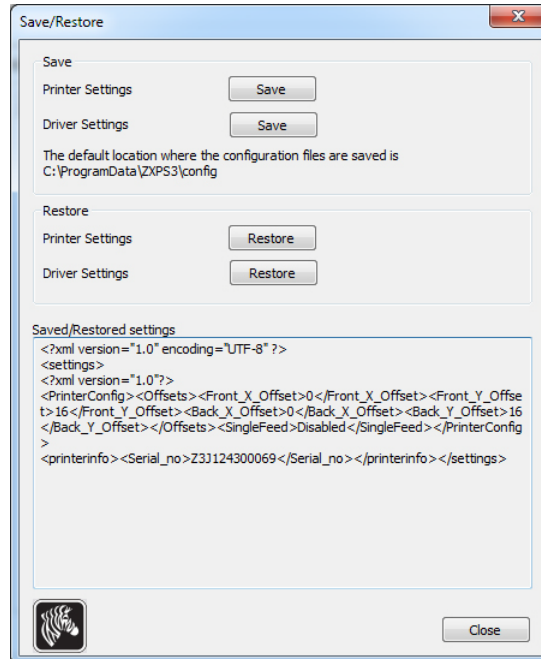 Save/Restore
Save
Printer Settings
Save
Driver Settings
Save
The default location where the configuration files are saved is
C:\ProgramData\ZXPS3\config
Restore
Printer Settings
Restore
Driver Settings
Restore
Saved/Restored settings
<?xml version="1.0" encoding="UTF-8" ?>
<settings>
<?xml version="1.0"?>
<PrinterConfig><Offsets><Front_X_Offset>0</Front_X_Offset><Front_Y_Offse
t>16</Front_Y_Offset><Back_X_Offset>0</Back_X_Offset><Back_Y_Offset>16
</Back_Y_Offset></Offsets><SingleFeed>Disabled</SingleFeed></PrinterConfig
>
<printerinfo><Serial_no>Z3J124300069</Serial_no></printerinfo></settings>
Close